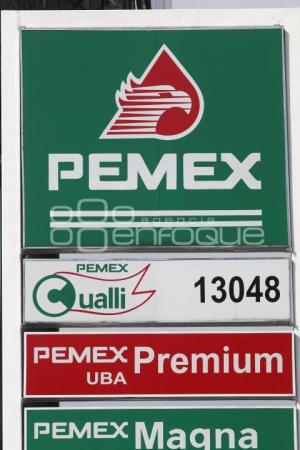 PEMEX
agencia
enfoque
PEMEX
Cualli 13048
PEMEX Premium
UBA
PEMEX Magna